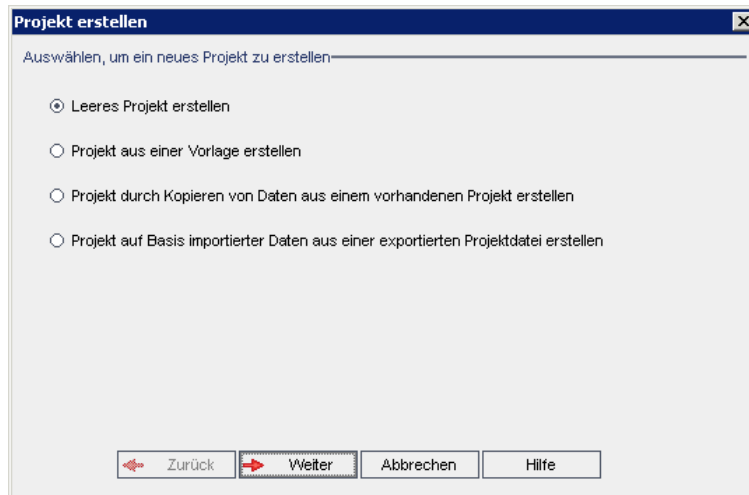 Projekt erstellen
Auswählen, um ein neues Projekt zu erstellen
Leeres Projekt erstellen
Projekt aus einer Vorlage erstellen
Projekt durch Kopieren von Daten aus einem vorhandenen Projekt erstellen
Projekt auf Basis importierter Daten aus einer exportierten Projektdatei erstellen
Zurück Weiter Abbrechen Hilfe